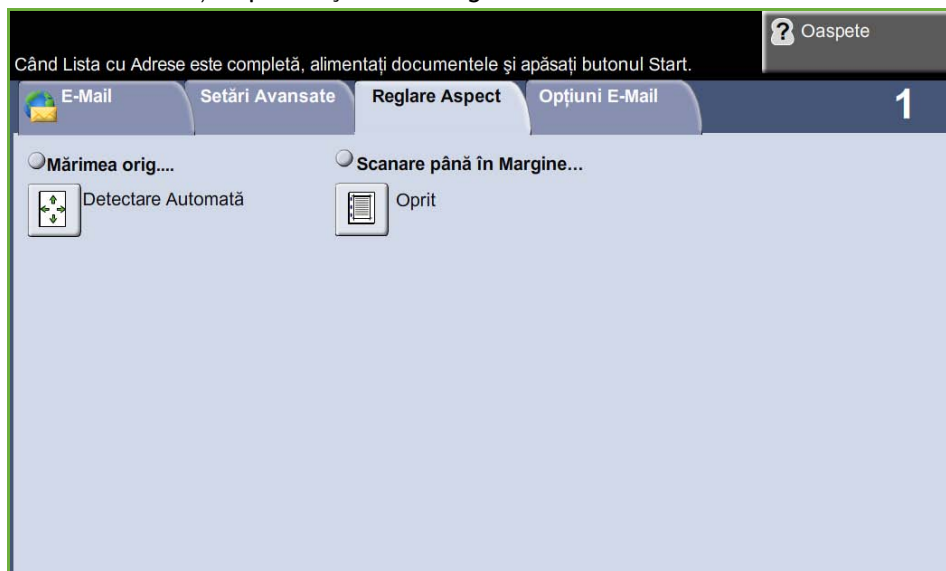 Oaspete
Când Lista cu Adrese este completă, alimentați documentele şi apăsați butonul Start.
E-Mail
Setări Avansate
Reglare Aspect
Opțiuni E-Mail
1
Mărimea orig....
Scanare până în Margine...
Detectare Automată
Oprit